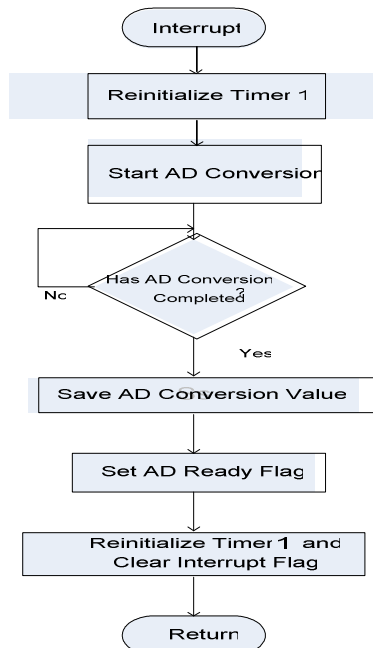 Interrupt
Reinitialize Timer 1
Start AD Conversion
Has AD Conversion
Completed?
No
Yes
Save AD Conversion Value
Set AD Ready Flag
Reinitialize Timer 1 and
Clear Interrupt Flag
Return